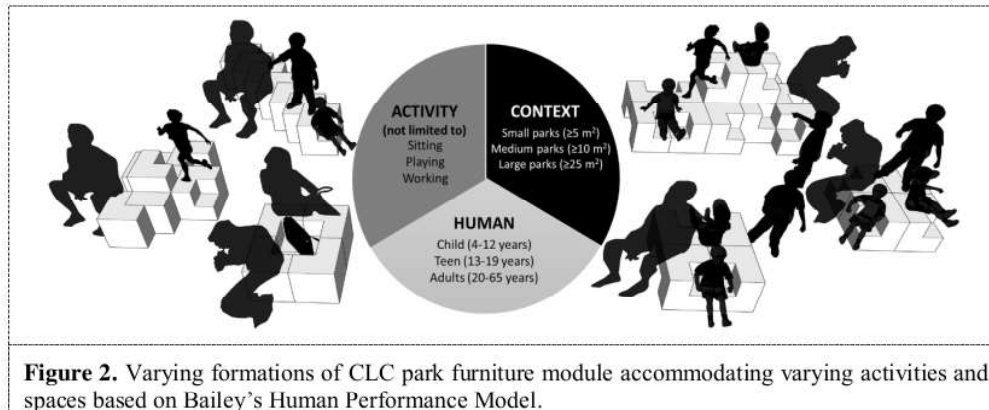 ACTIVITY
(not limited to)
Sitting
Playing
Working
CONTEXT
Small parks (≥5 m²)
Medium parks (≥10 m²)
Large parks (≥25 m²)
HUMAN
Child (4-12 years)
Teen (13-19 years)
Adults (20-65 years)
Figure 2. Varying formations of CLC park furniture module accommodating varying activities and
spaces based on Bailey's Human Performance Model.